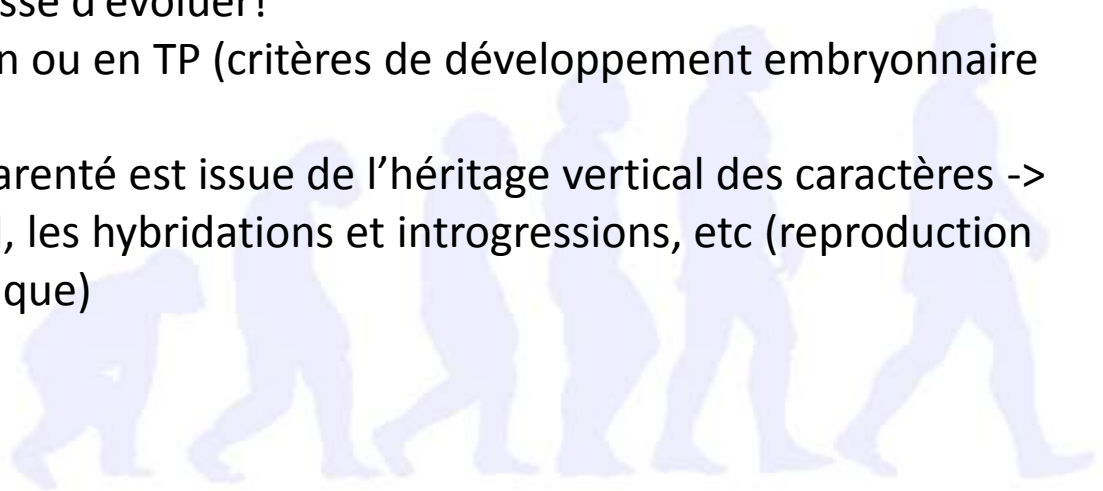 sse d'évoluer!
n ou en TP (critères de développement embryonnaire
arenté est issue de l'héritage vertical des caractères ->
, les hybridations et introgressions, etc (reproduction
que)